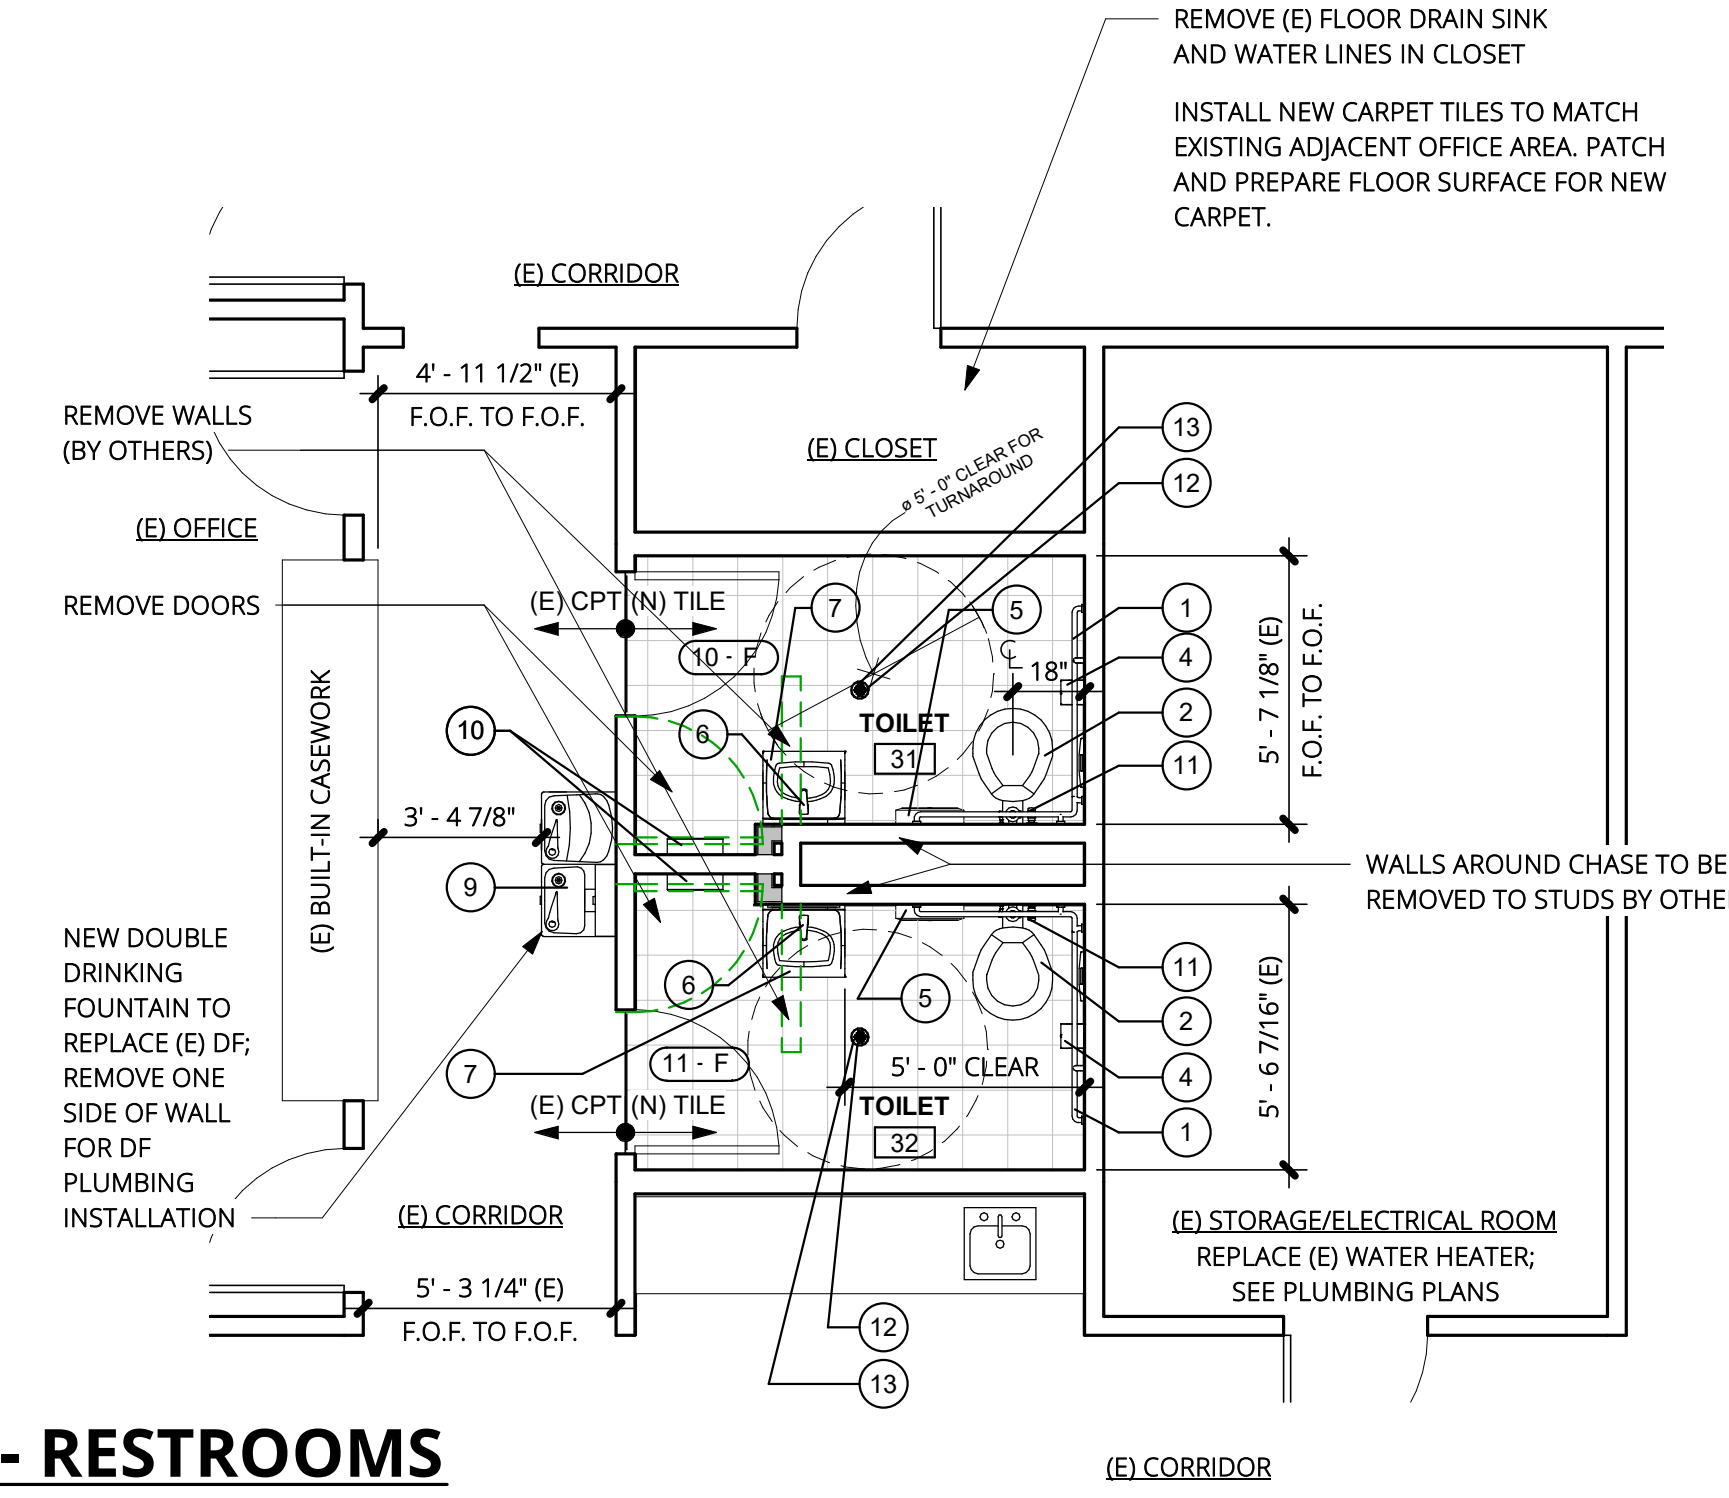 REMOVE (E) FLOOR DRAIN SINK
AND WATER LINES IN CLOSET
INSTALL NEW CARPET TILES TO MATCH
EXISTING ADJACENT OFFICE AREA. PATCH
AND PREPARE FLOOR SURFACE FOR NEW
CARPET.
(E) CORRIDOR
4' - 11 1/2" (E)
F.O.F. TO F.O.F.
REMOVE WALLS
(BY OTHERS)
(E) CLOSET
ø 5' - 0" CLEAR FOR
TURNAROUND
13
12
(E) OFFICE
REMOVE DOORS
(E) CPT (N) TILE
7
5
1
10 - F
4
18"
5' - 7 1/8" (E)
F.O.F. TO F.O.F.
(E) BUILT-IN CASEWORK
10
6
TOILET
31
2
11
3' - 4 7/8"
9
WALLS AROUND CHASE TO BE
REMOVED TO STUDS BY OTHE
NEW DOUBLE
DRINKING
FOUNTAIN TO
REPLACE (E) DF;
REMOVE ONE
SIDE OF WALL
FOR DF
PLUMBING
INSTALLATION
6
5
11
2
5' - 6 7/16" (E)
7
11 - F
5' - 0" CLEAR
4
(E) CPT (N) TILE
TOILET
32
1
(E) CORRIDOR
(E) STORAGE/ELECTRICAL ROOM
REPLACE (E) WATER HEATER;
SEE PLUMBING PLANS
5' - 3 1/4" (E)
F.O.F. TO F.O.F.
12
13
- RESTROOMS
(E) CORRIDOR